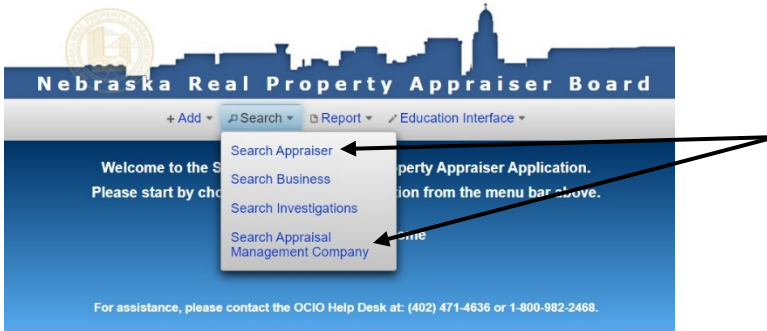 Nebraska Real Property Appraiser Board
+ Add Search Report Education Interface
Search Appraiser
Search Business
Search Investigations
Search Appraisal
Management Company
Welcome to the S perty Appraiser Application.
Please start by cho ion from the menu bar above.
ome
For assistance, please contact the OCIO Help Desk at: (402) 471-4636 or 1-800-982-2468.